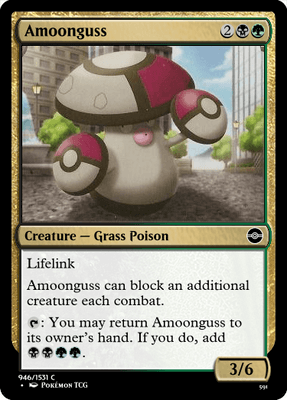 Amoonguss 2
Creature — Grass Poison
Lifelink
Amoonguss can block an additional
creature each combat.
: You may return Amoonguss to
its owner's hand. If you do, add
.
3/6
946/1531 C
• Pokémon TCG